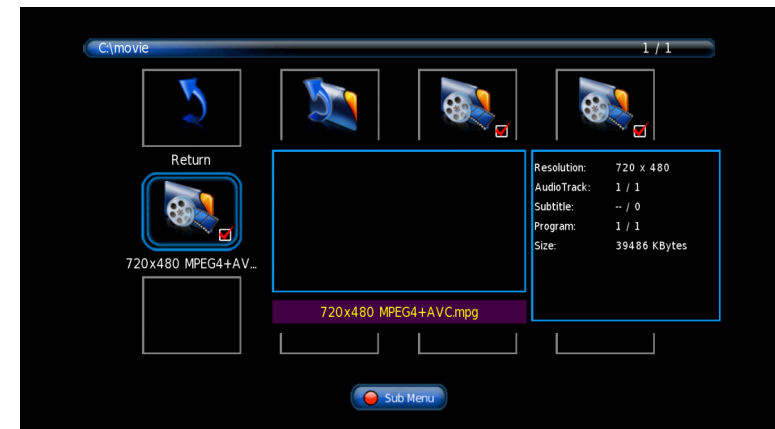 C:\movie 1 / 1
Return
720x480 MPEG4+AV...
Resolution: 720 x 480
AudioTrack: 1 / 1
Subtitle: -- / 0
Program: 1 / 1
Size: 39486 KBytes
720x480 MPEG4+AVC.mpg
Sub Menu